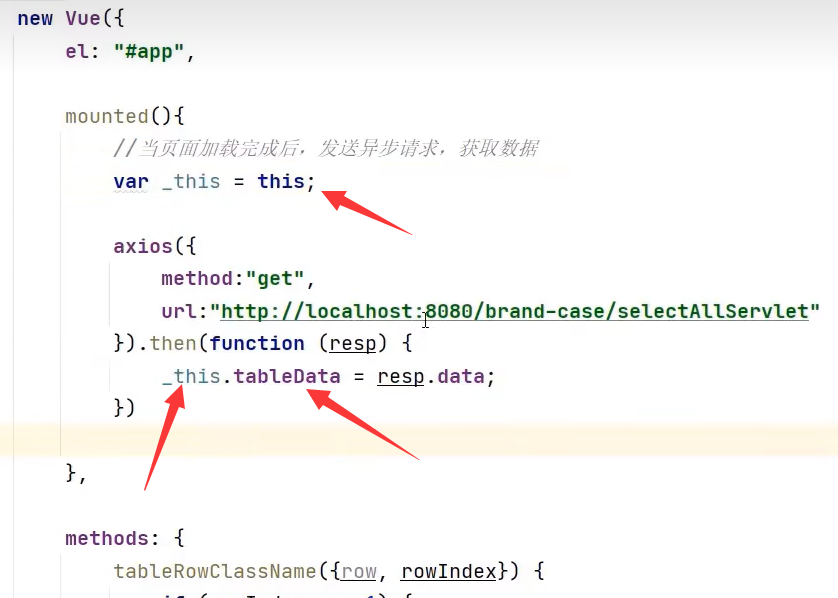 new Vue({
el: "#app",
mounted(){
//当页面加载完成后，发送异步请求，获取数据
var _this = this;
axios({
method:"get",
url:"http://localhost:8080/brand-case/selectAllServlet"
}).then(function (resp) {
_this.tableData = resp.data;
})
},
methods: {
tableRowClassName({row, rowIndex}) {